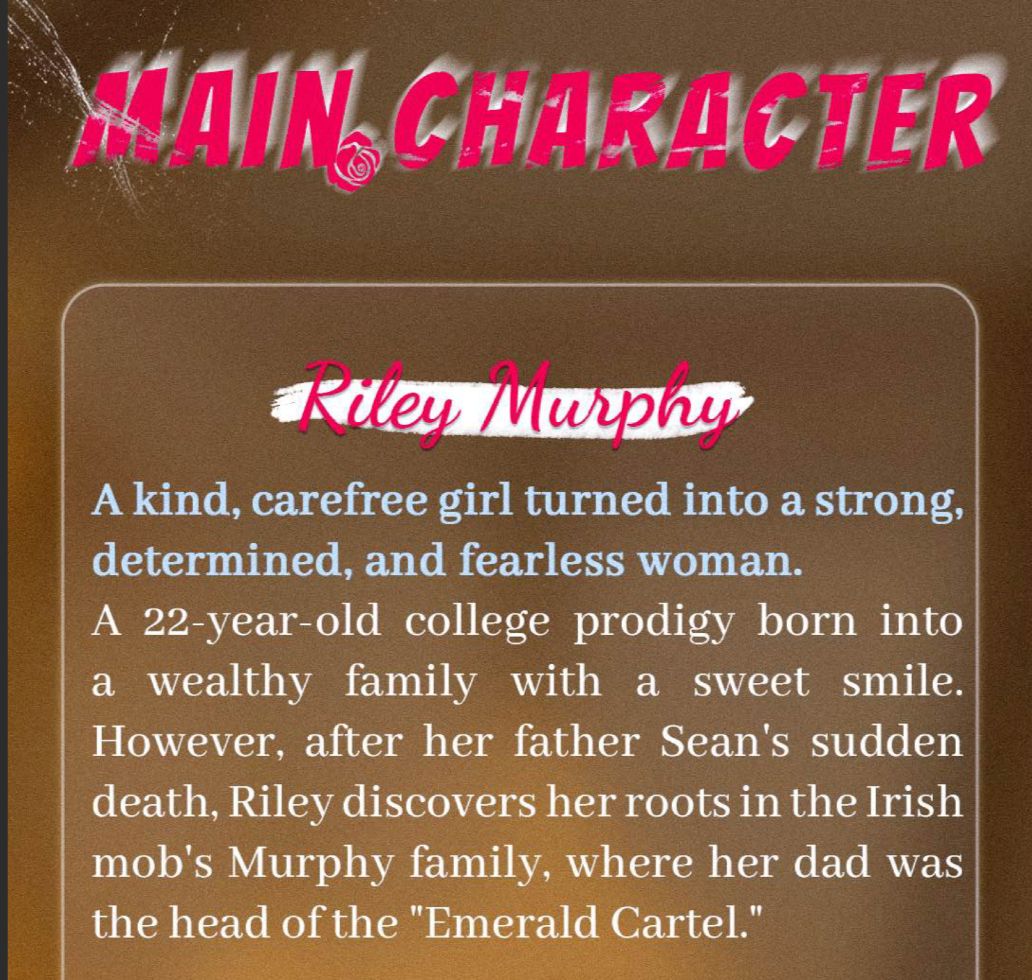 MAIN CHARACTER
Riley Murphy
A kind, carefree girl turned into a strong,
determined, and fearless woman.
A 22-year-old college prodigy born into
a wealthy family with a sweet smile.
However, after her father Sean's sudden
death, Riley discovers her roots in the Irish
mob's Murphy family, where her dad was
the head of the "Emerald Cartel."